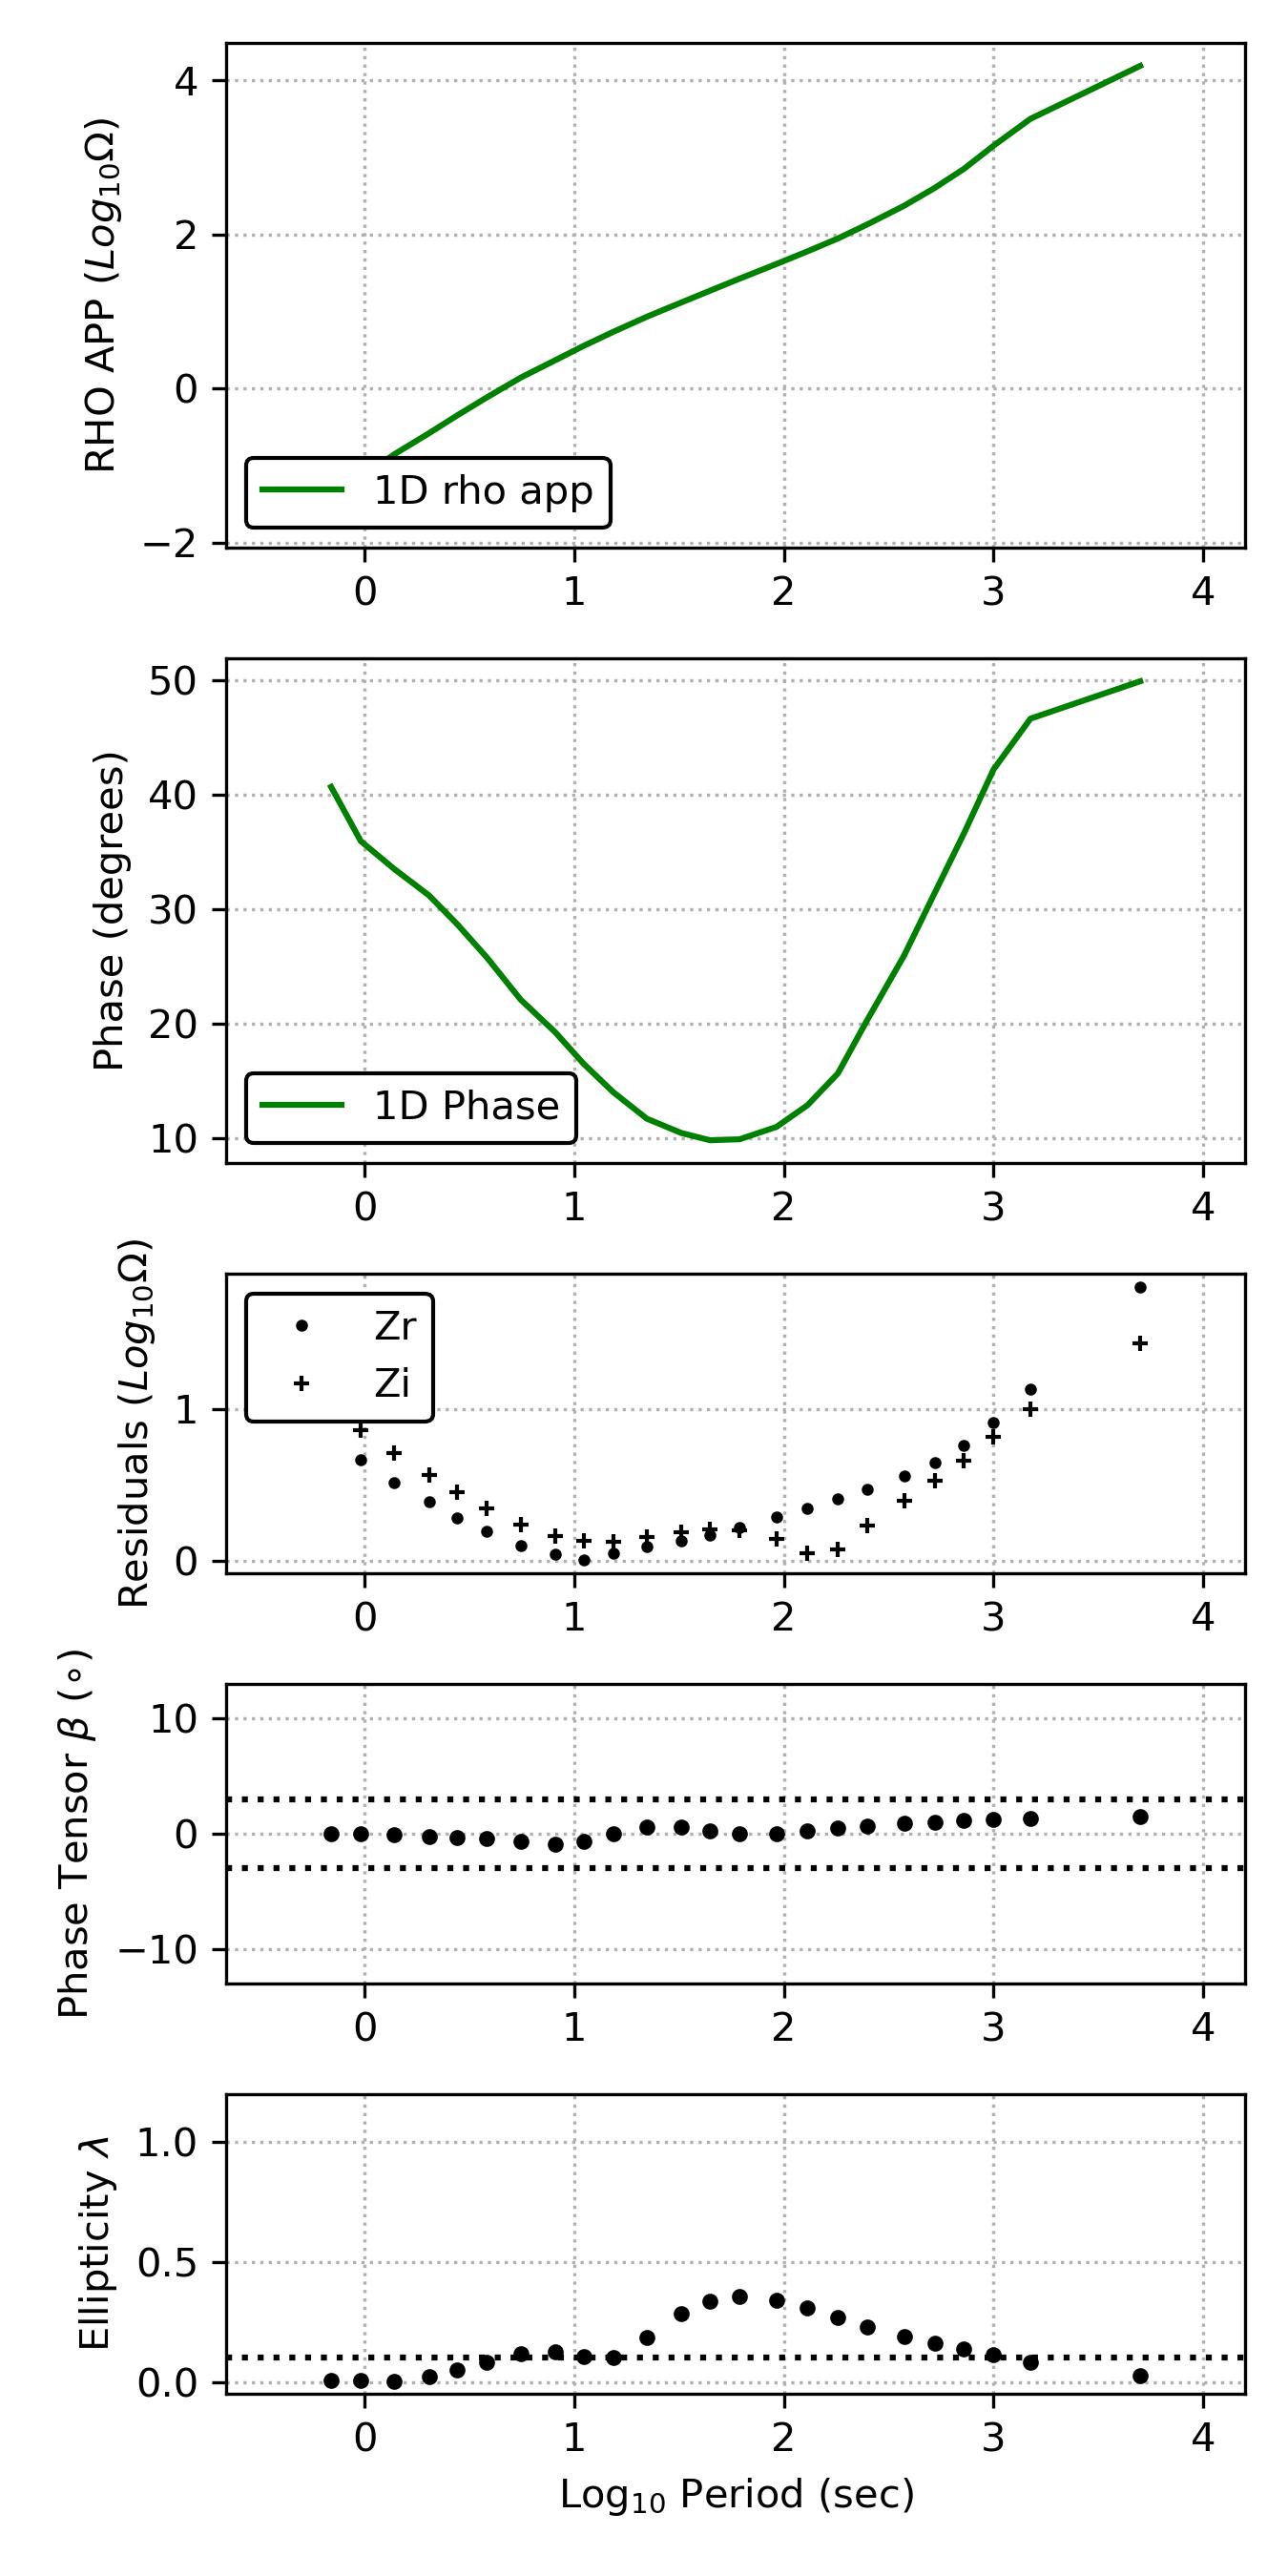 RHO APP (Log₁₀Ω)
4
2
0
−2
1D rho app
0 1 2 3 4
Phase (degrees)
50
40
30
20
10
1D Phase
0 1 2 3 4
Residuals (Log₁₀Ω)
1
0
Zr
Zi
0 1 2 3 4
Phase Tensor β (∘)
10
0
−10
0 1 2 3 4
Ellipticity λ
1.0
0.5
0.0
0 1 2 3 4
Log₁₀ Period (sec)